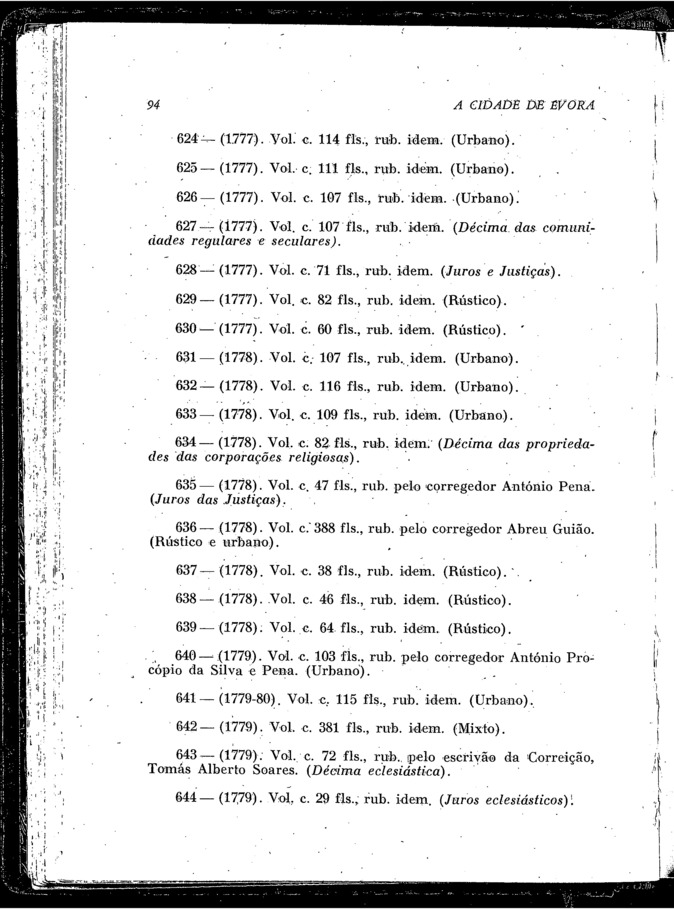 94 A CIDADE DE ÉVORA
624 — (1777). Vol. c. 114 fls., rub. idem. (Urbano).
625 — (1777). Vol. c. 111 fls., rub. idem. (Urbano).
626 — (1777). Vol. c. 107 fls., rub. idem. (Urbano).
627 — (1777). Vol. c. 107 fls., rub. idem. (Décima das comuni-
dades regulares e seculares).
628 — (1777). Vol. c. 71 fls., rub. idem. (Juros e Justiças).
629 — (1777). Vol. c. 82 fls., rub. idem. (Rústico).
630 — (1777). Vol. c. 60 fls., rub. idem. (Rústico).
631 — (1778). Vol. c. 107 fls., rub. idem. (Urbano).
632 — (1778). Vol. c. 116 fls., rub. idem. (Urbano).
633 — (1778). Vol. c. 109 fls., rub. idem. (Urbano).
634 — (1778). Vol. c. 82 fls., rub. idem. (Décima das proprieda-
des das corporações religiosas).
635 — (1778). Vol. c. 47 fls., rub. pelo corregedor António Pena.
(Juros das Justiças).
636 — (1778). Vol. c. 388 fls., rub. pelo corregedor Abreu Guião.
(Rústico e urbano).
637 — (1778). Vol. c. 38 fls., rub. idem. (Rústico).
638 — (1778). Vol. c. 46 fls., rub. idem. (Rústico).
639 — (1778). Vol. c. 64 fls., rub. idem. (Rústico).
640 — (1779). Vol. c. 103 fls., rub. pelo corregedor António Pro-
cópio da Silva e Pena. (Urbano).
641 — (1779-80). Vol. c. 115 fls., rub. idem. (Urbano).
642 — (1779). Vol. c. 381 fls., rub. idem. (Mixto).
643 — (1779). Vol. c. 72 fls., rub. pelo escrivão da Correição,
Tomás Alberto Soares. (Décima eclesiástica).
644 — (1779). Vol. c. 29 fls., rub. idem. (Juros eclesiásticos).